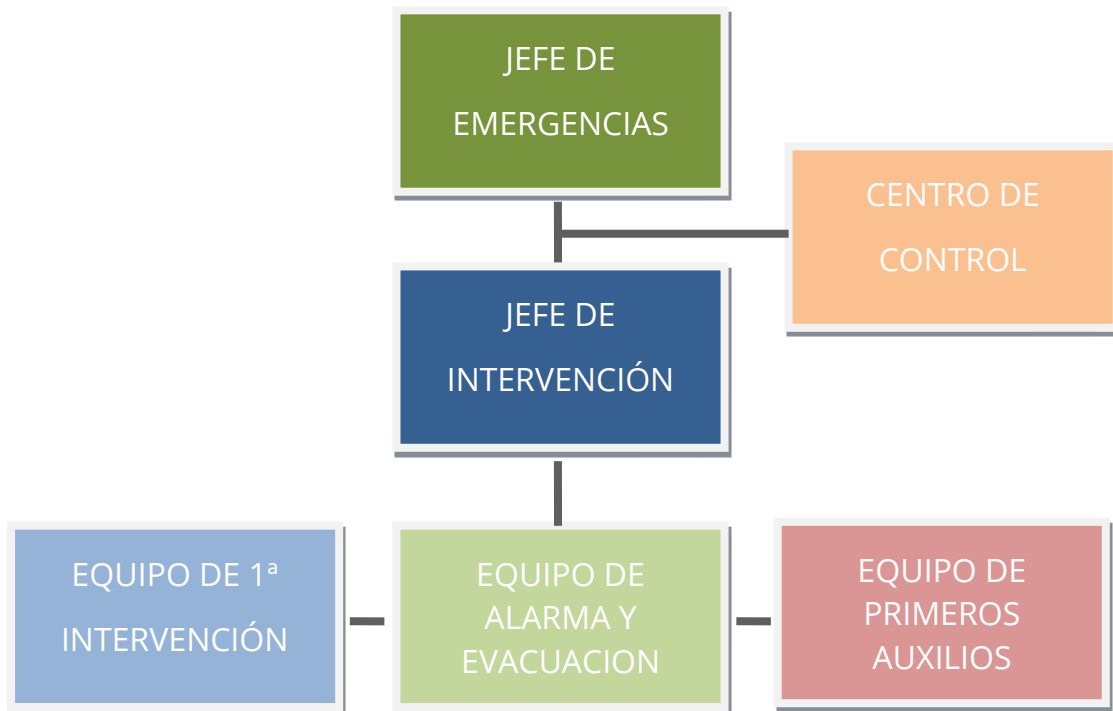 JEFE DE
EMERGENCIAS
CENTRO DE
CONTROL
JEFE DE
INTERVENCIÓN
EQUIPO DE 1ª
INTERVENCIÓN
EQUIPO DE
ALARMA Y
EVACUACION
EQUIPO DE
PRIMEROS
AUXILIOS